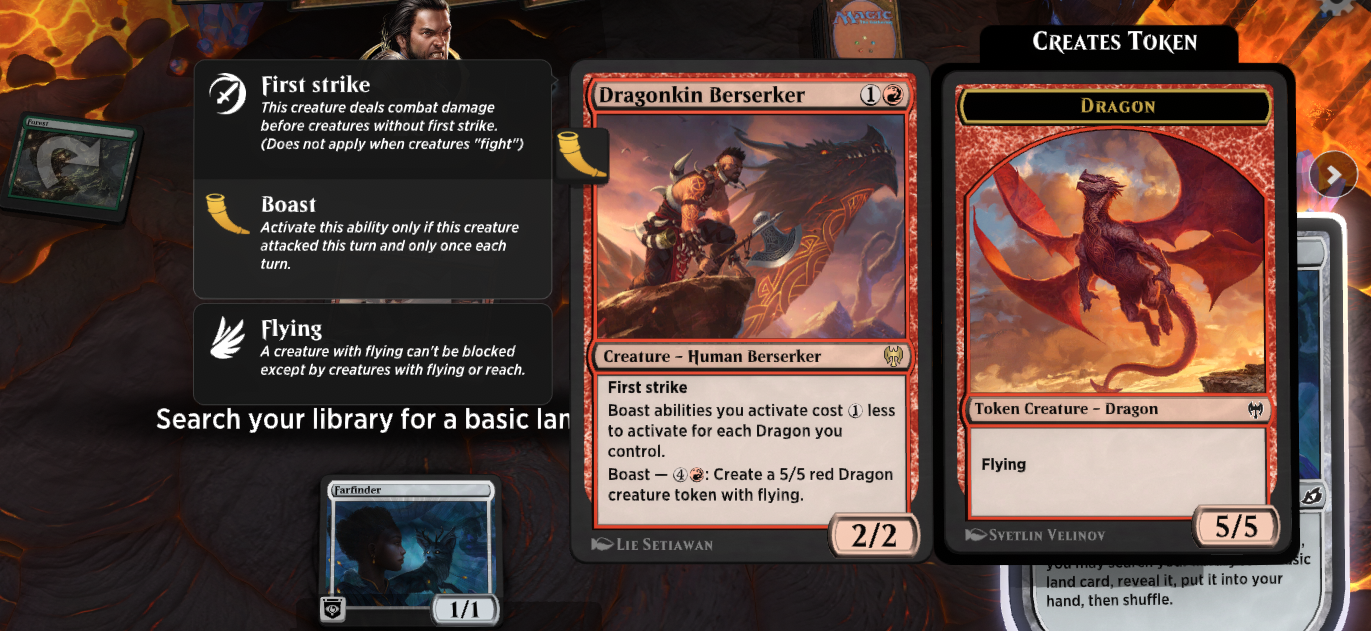 Forest
First strike
This creature deals combat damage
before creatures without first strike.
(Does not apply when creatures "fight")
Boast
Activate this ability only if this creature
attacked this turn and only once each
turn.
Flying
A creature with flying can't be blocked
except by creatures with flying or reach.
Search your library for a basic lan
Farfinder
1/1
Magic
Dragonkin Berserker
1
Creature – Human Berserker
First strike
Boast abilities you activate cost 1 less
to activate for each Dragon you
control.
Boast — 4: Create a 5/5 red Dragon
creature token with flying.
2/2
Lie Setiawan
Creates Token
Dragon
Token Creature – Dragon
Flying
5/5
Svetlin Velinov
land card, reveal it, put it into your
hand, then shuffle.